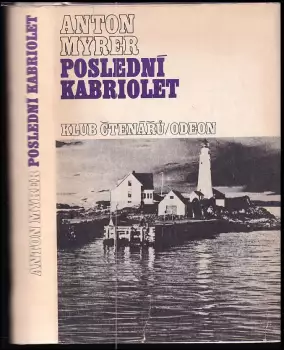 ANTON MYRER POSLEDNÍ KABRIOLET
ANTON
MYRER
POSLEDNÍ
KABRIOLET
KLUB ČTENÁŘŮ/ODEON